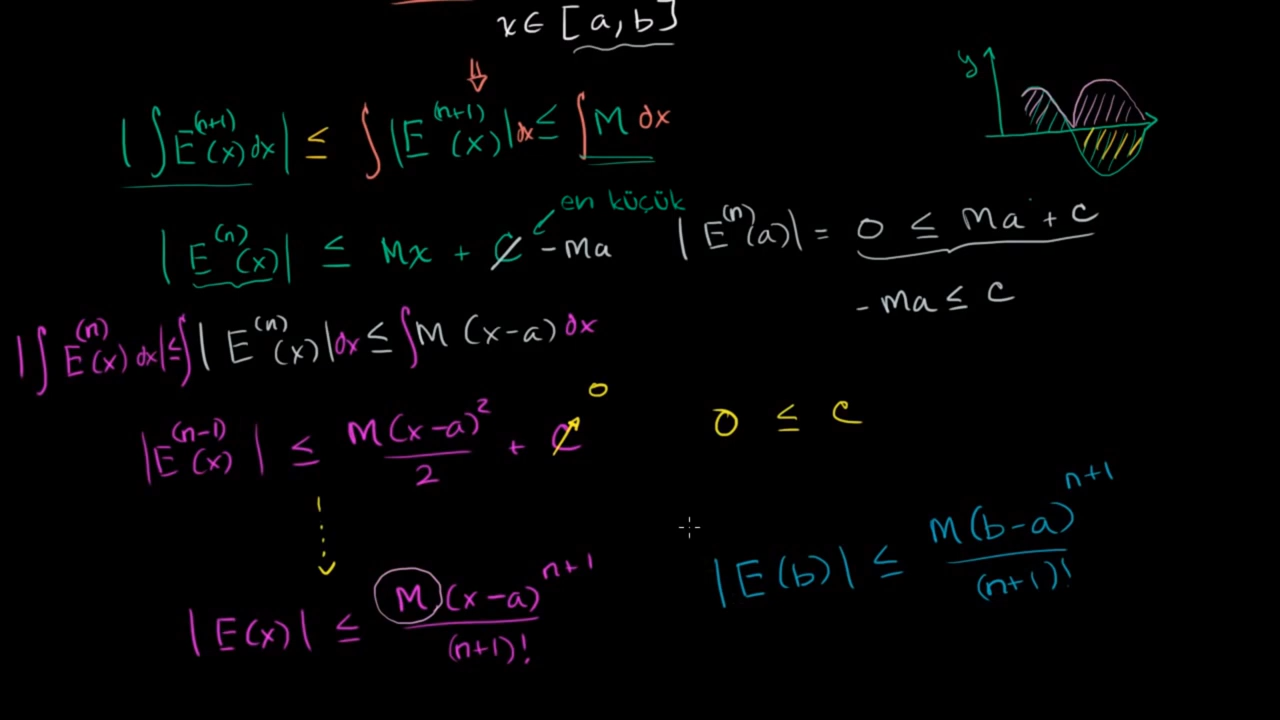 x ∈ [a,b]
y
|∫E⁽ⁿ⁺¹⁾(x)dx| ≤ ∫|E⁽ⁿ⁺¹⁾(x)|dx ≤ ∫M dx
en küçük
|E⁽ⁿ⁾(x)| ≤ Mx + C -Ma
|E⁽ⁿ⁾(a)| = 0 ≤ Ma + C
-Ma ≤ C
|∫E⁽ⁿ⁾(x)dx| ≤ ∫|E⁽ⁿ⁾(x)|dx ≤ ∫M(x-a)dx
|E⁽ⁿ⁻¹⁾(x)| ≤ M(x-a)²/2 + C 0
0 ≤ C
|E(x)| ≤ M(x-a)ⁿ⁺¹/(n+1)!
|E(b)| ≤ M(b-a)ⁿ⁺¹/(n+1)!